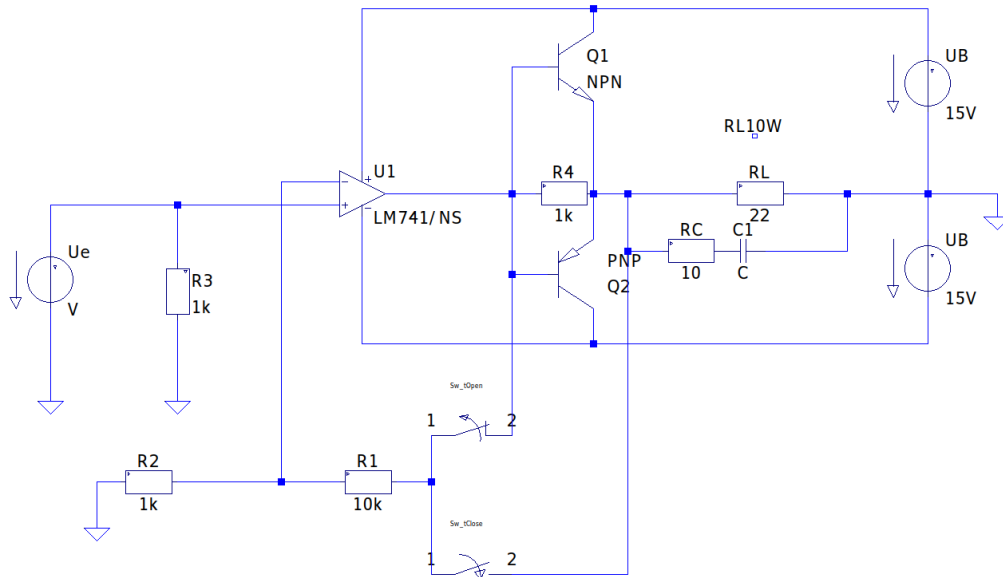 Q1
NPN
UB
15V
RL10W
U1
+
−
+
−
LM741/NS
R4
1k
RL
22
RC
10
C1
C
UB
15V
PNP
Q2
Ue
V
R3
1k
Sw_tOpen
1
2
R2
1k
R1
10k
Sw_tClose
1
2